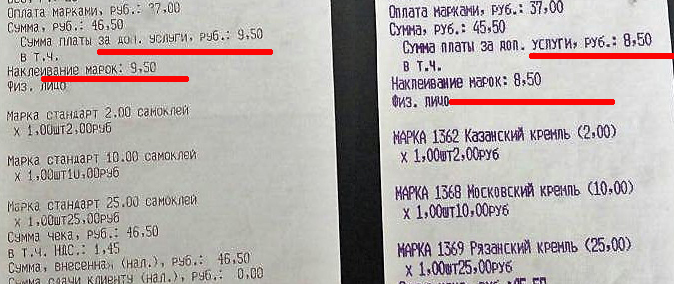 Оплата марками, руб.: 37,00
Сумма, руб.: 46,50
Сумма платы за доп. услуги, руб.: 9,50
в т.ч.
Наклеивание марок: 9,50
Физ. лицо
Марка стандарт 2.00 самоклей
х 1,00шт2,00руб
Марка стандарт 10.00 самоклей
х 1,00шт10,00руб
Марка стандарт 25.00 самоклей
х 1,00шт25,00руб
Сумма чека, руб.: 46,50
в т.ч. НДС.: 1,45
Сумма, внесенная (нал.), руб.: 46,50
Сумма сдачи клиенту (нал.), руб.: 0,00
Оплата марками, руб.: 37,00
Сумма, руб.: 45,50
Сумма платы за доп. услуги, руб.: 8,50
в т.ч.
Наклеивание марок: 8,50
Физ. лицо
МАРКА 1362 Казанский кремль (2,00)
х 1,00шт2,00руб
МАРКА 1368 Московский кремль (10,00)
х 1,00шт10,00руб
МАРКА 1369 Рязанский кремль (25,00)
х 1,00шт25,00руб